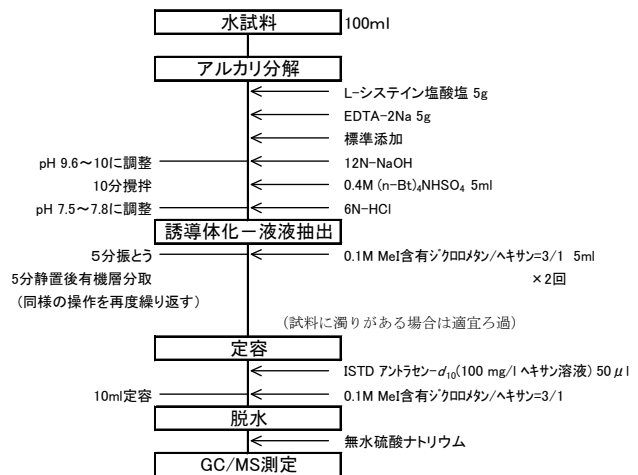 水試料 100ml
アルカリ分解
L-システイン塩酸塩 5g
EDTA-2Na 5g
標準添加
pH 9.6～10に調整 12N-NaOH
10分攪拌 0.4M (n-Bt)₄NHSO₄ 5ml
pH 7.5～7.8に調整 6N-HCl
誘導体化－液液抽出
５分振とう 0.1M MeI含有ｼﾞｸﾛﾛﾒﾀﾝ/ﾍｷｻﾝ=3/1 5ml
5分静置後有機層分取 ×2回
（同様の操作を再度繰り返す）
（試料に濁りがある場合は適宜ろ過）
定容
ISTD アントラセン-d₁₀(100 mg/l ヘキサン溶液) 50μl
10ml定容 0.1M MeI含有ｼﾞｸﾛﾛﾒﾀﾝ/ﾍｷｻﾝ=3/1
脱水
無水硫酸ナトリウム
GC/MS測定